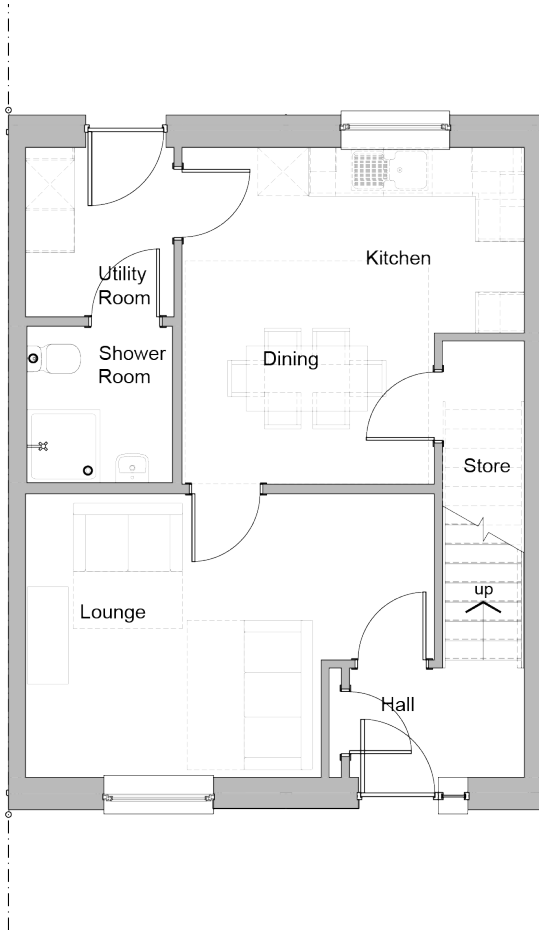 Kitchen
Utility
Room
Shower
Room
Dining
Store
up
Lounge
Hall